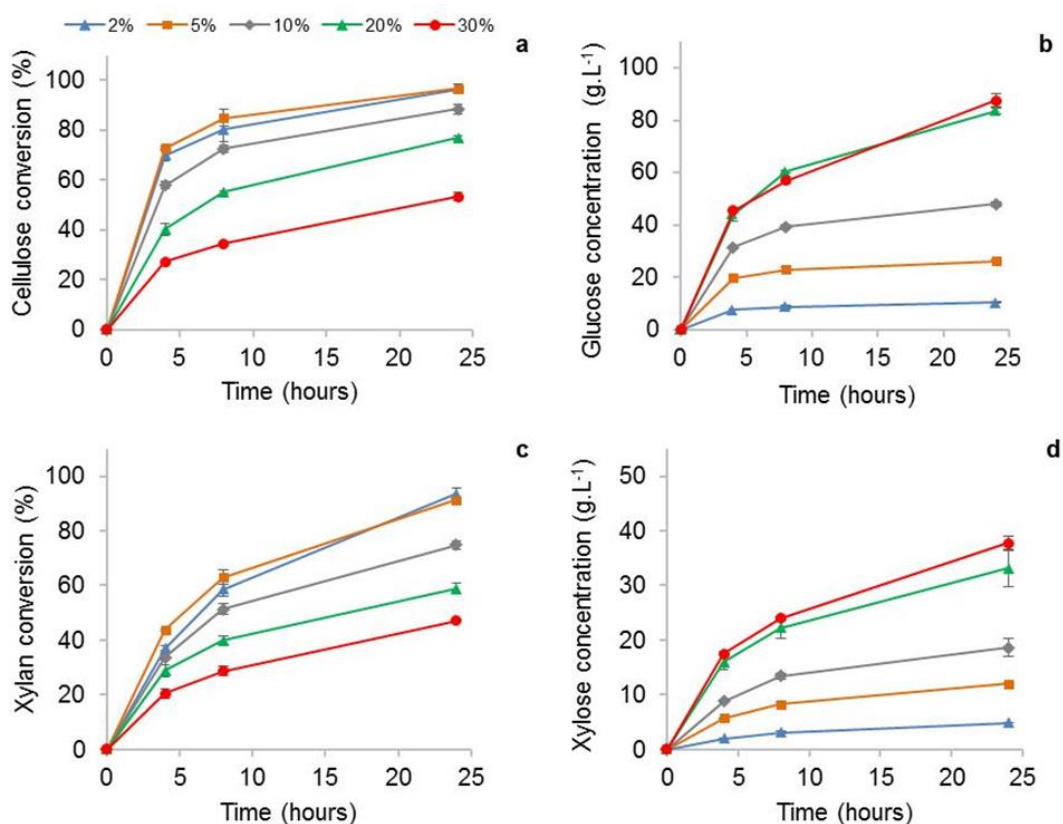 2% 5% 10% 20% 30%
a
Cellulose conversion (%)
100
80
60
40
20
0
0 5 10 15 20 25
Time (hours)
b
Glucose concentration (g.L-1)
100
80
60
40
20
0
0 5 10 15 20 25
Time (hours)
c
Xylan conversion (%)
100
80
60
40
20
0
0 5 10 15 20 25
Time (hours)
d
Xylose concentration (g.L-1)
50
40
30
20
10
0
0 5 10 15 20 25
Time (hours)